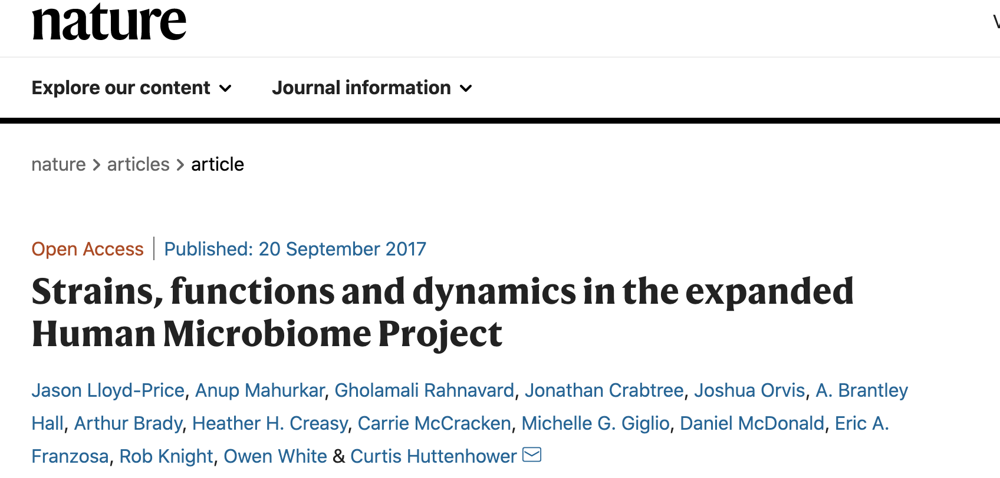 nature
Explore our content
Journal information
nature > articles > article
Open Access | Published: 20 September 2017
Strains, functions and dynamics in the expanded
Human Microbiome Project
Jason Lloyd-Price, Anup Mahurkar, Gholamali Rahnavard, Jonathan Crabtree, Joshua Orvis, A. Brantley
Hall, Arthur Brady, Heather H. Creasy, Carrie McCracken, Michelle G. Giglio, Daniel McDonald, Eric A.
Franzosa, Rob Knight, Owen White & Curtis Huttenhower